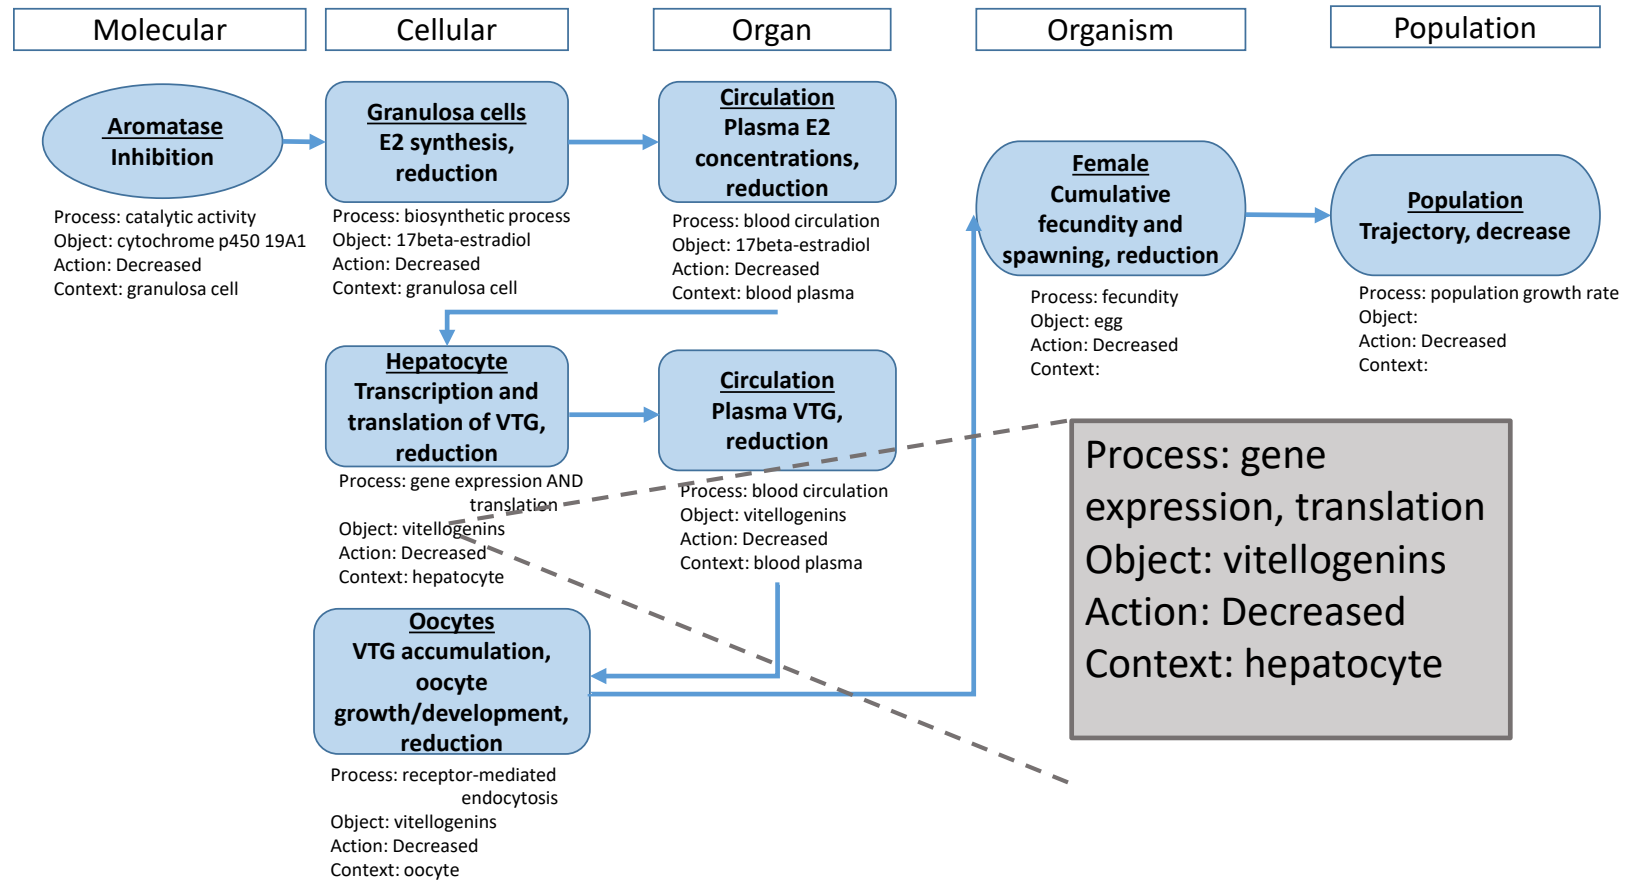 Molecular
Cellular
Organ
Organism
Population
Aromatase
Inhibition
Process: catalytic activity
Object: cytochrome p450 19A1
Action: Decreased
Context: granulosa cell
Granulosa cells
E2 synthesis,
reduction
Process: biosynthetic process
Object: 17beta-estradiol
Action: Decreased
Context: granulosa cell
Circulation
Plasma E2
concentrations,
reduction
Process: blood circulation
Object: 17beta-estradiol
Action: Decreased
Context: blood plasma
Hepatocyte
Transcription and
translation of VTG,
reduction
Process: gene expression AND
translation
Object: vitellogenins
Action: Decreased
Context: hepatocyte
Circulation
Plasma VTG,
reduction
Process: blood circulation
Object: vitellogenins
Action: Decreased
Context: blood plasma
Oocytes
VTG accumulation,
oocyte
growth/development,
reduction
Process: receptor-mediated
endocytosis
Object: vitellogenins
Action: Decreased
Context: oocyte
Female
Cumulative
fecundity and
spawning, reduction
Process: fecundity
Object: egg
Action: Decreased
Context:
Population
Trajectory, decrease
Process: population growth rate
Object:
Action: Decreased
Context:
Process: gene
expression, translation
Object: vitellogenins
Action: Decreased
Context: hepatocyte